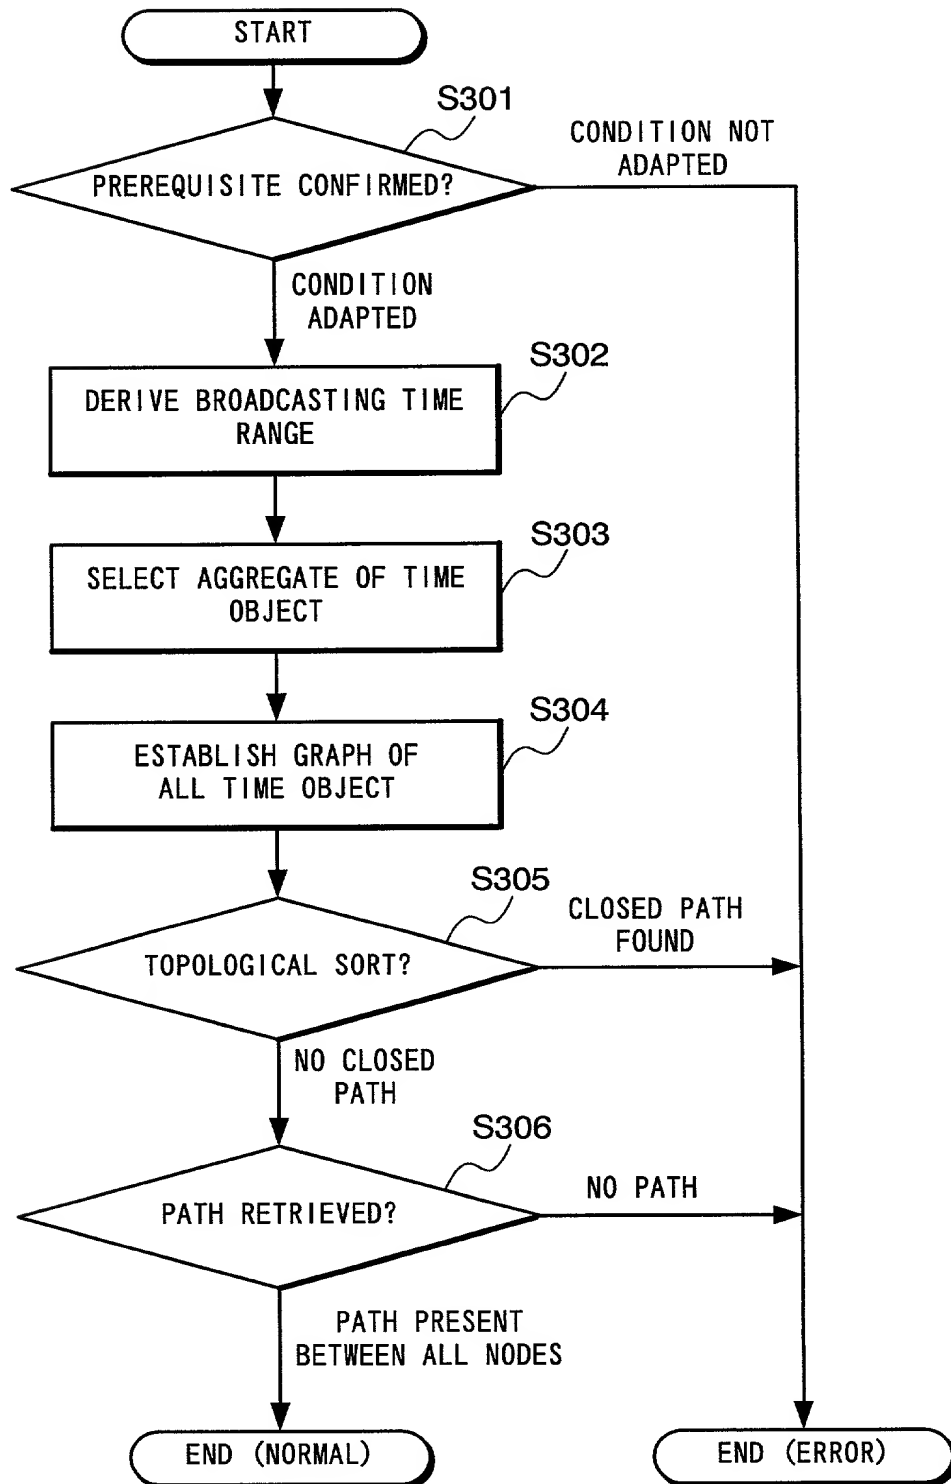 START
S301
CONDITION NOT
ADAPTED
PREREQUISITE CONFIRMED?
CONDITION
ADAPTED
S302
DERIVE BROADCASTING TIME
RANGE
S303
SELECT AGGREGATE OF TIME
OBJECT
S304
ESTABLISH GRAPH OF
ALL TIME OBJECT
S305
CLOSED PATH
FOUND
TOPOLOGICAL SORT?
NO CLOSED
PATH
S306
NO PATH
PATH RETRIEVED?
PATH PRESENT
BETWEEN ALL NODES
END (NORMAL)
END (ERROR)